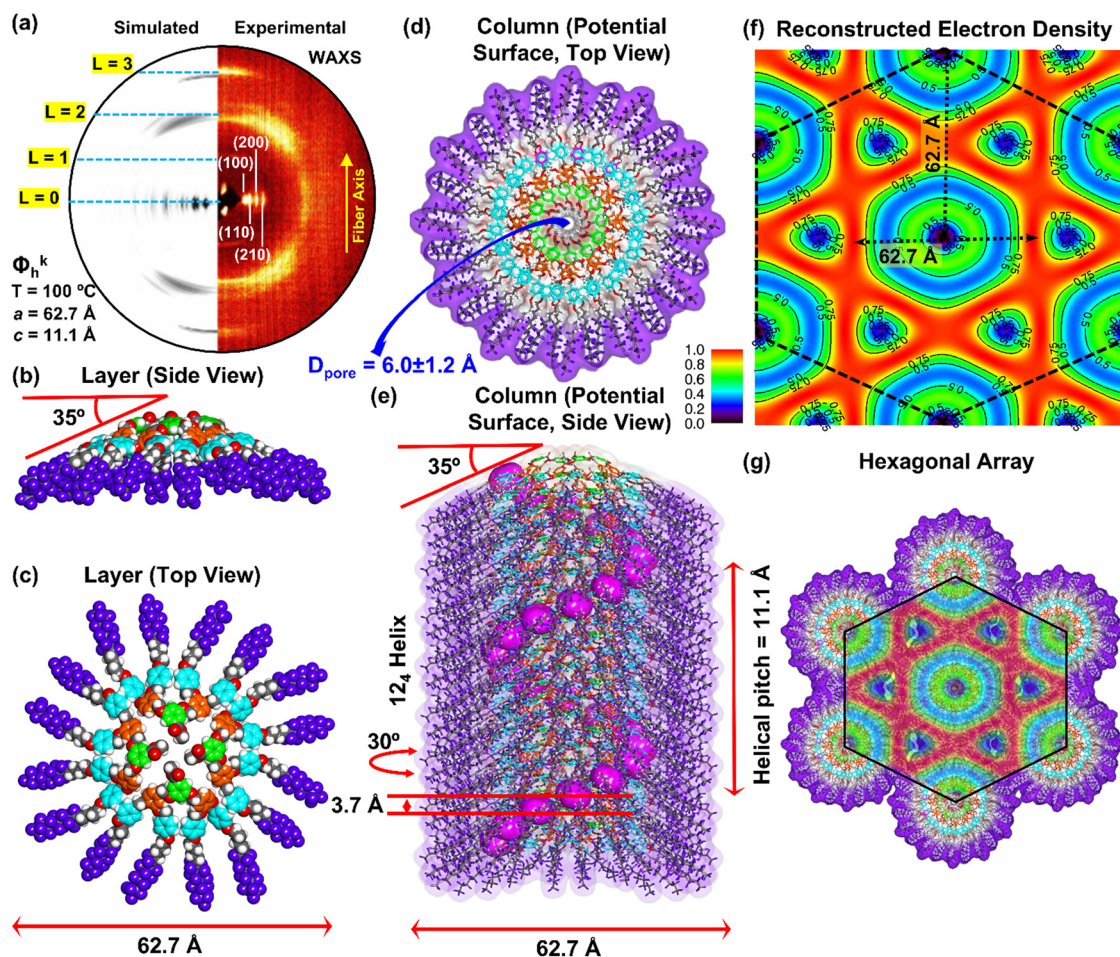 (a)
Simulated
Experimental
WAXS
L = 3
L = 2
L = 1
L = 0
(100)
(200)
(110)
(210)
Fiber Axis
Φhk
T = 100 ºC
a = 62.7 Å
c = 11.1 Å
(b)
Layer (Side View)
35º
(c)
Layer (Top View)
62.7 Å
(d)
Column (Potential
Surface, Top View)
Dpore = 6.0±1.2 Å
(e)
Column (Potential
Surface, Side View)
35º
124 Helix
30º
3.7 Å
Helical pitch = 11.1 Å
62.7 Å
1.0
0.8
0.6
0.4
0.2
0.0
(f)
Reconstructed Electron Density
62.7 Å
62.7 Å
0.75
0.5
(g)
Hexagonal Array